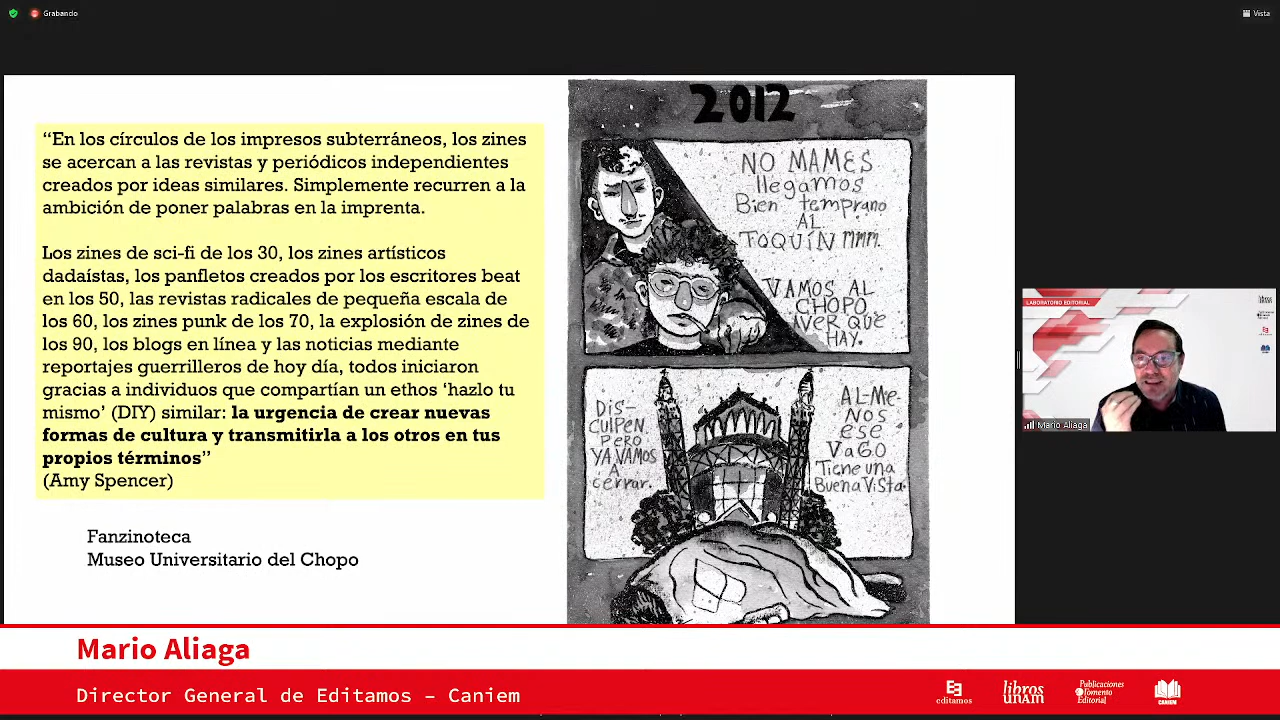 Grabando
Vista
“En los círculos de los impresos subterráneos, los zines
se acercan a las revistas y periódicos independientes
creados por ideas similares. Simplemente recurren a la
ambición de poner palabras en la imprenta.
Los zines de sci-fi de los 30, los zines artísticos
dadaístas, los panfletos creados por los escritores beat
en los 50, las revistas radicales de pequeña escala de
los 60, los zines punk de los 70, la explosión de zines de
los 90, los blogs en línea y las noticias mediante
reportajes guerrilleros de hoy día, todos iniciaron
gracias a individuos que compartían un ethos ‘hazlo tu
mismo’ (DIY) similar: la urgencia de crear nuevas
formas de cultura y transmitirla a los otros en tus
propios términos”
(Amy Spencer)
Fanzinoteca
Museo Universitario del Chopo
2012
NO MAMES
llegamos
Bien temprano
AL
TOQUÍN MMM.
VAMOS AL
CHOPO
AVER QUE
HAY.
DIS-
CULPEN.
PERO
YA VAMOS
A
cerrar.
AL-ME-
NOS
ESE
VaGO
Tiene una
Buena Vista.
LABORATORIO EDITORIAL
Mario Aliaga
Mario Aliaga
Director General de Editamos – Caniem
editamos
libros
UNAM
Publicaciones
y Fomento
Editorial
CANIEM